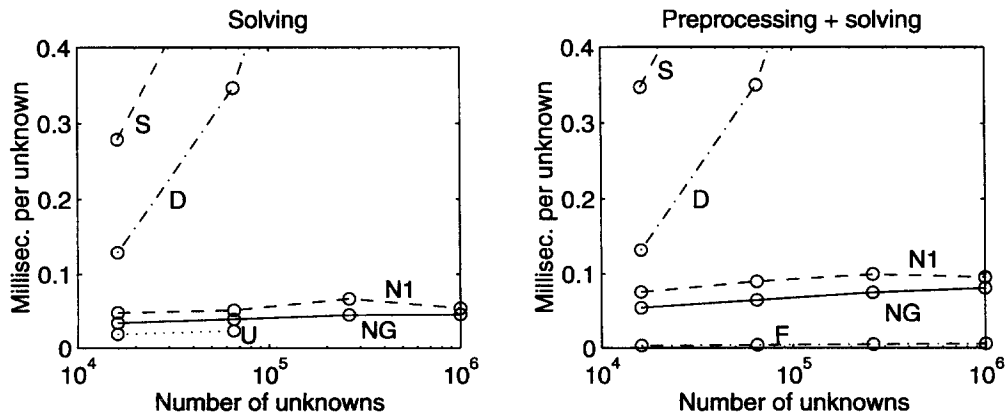 Solving
0.4
0.3
0.2
0.1
0
Millisec. per unknown
S
D
N1
NG
U
10^4
10^5
10^6
Number of unknowns
Preprocessing + solving
0.4
0.3
0.2
0.1
0
Millisec. per unknown
S
D
N1
NG
F
10^4
10^5
10^6
Number of unknowns